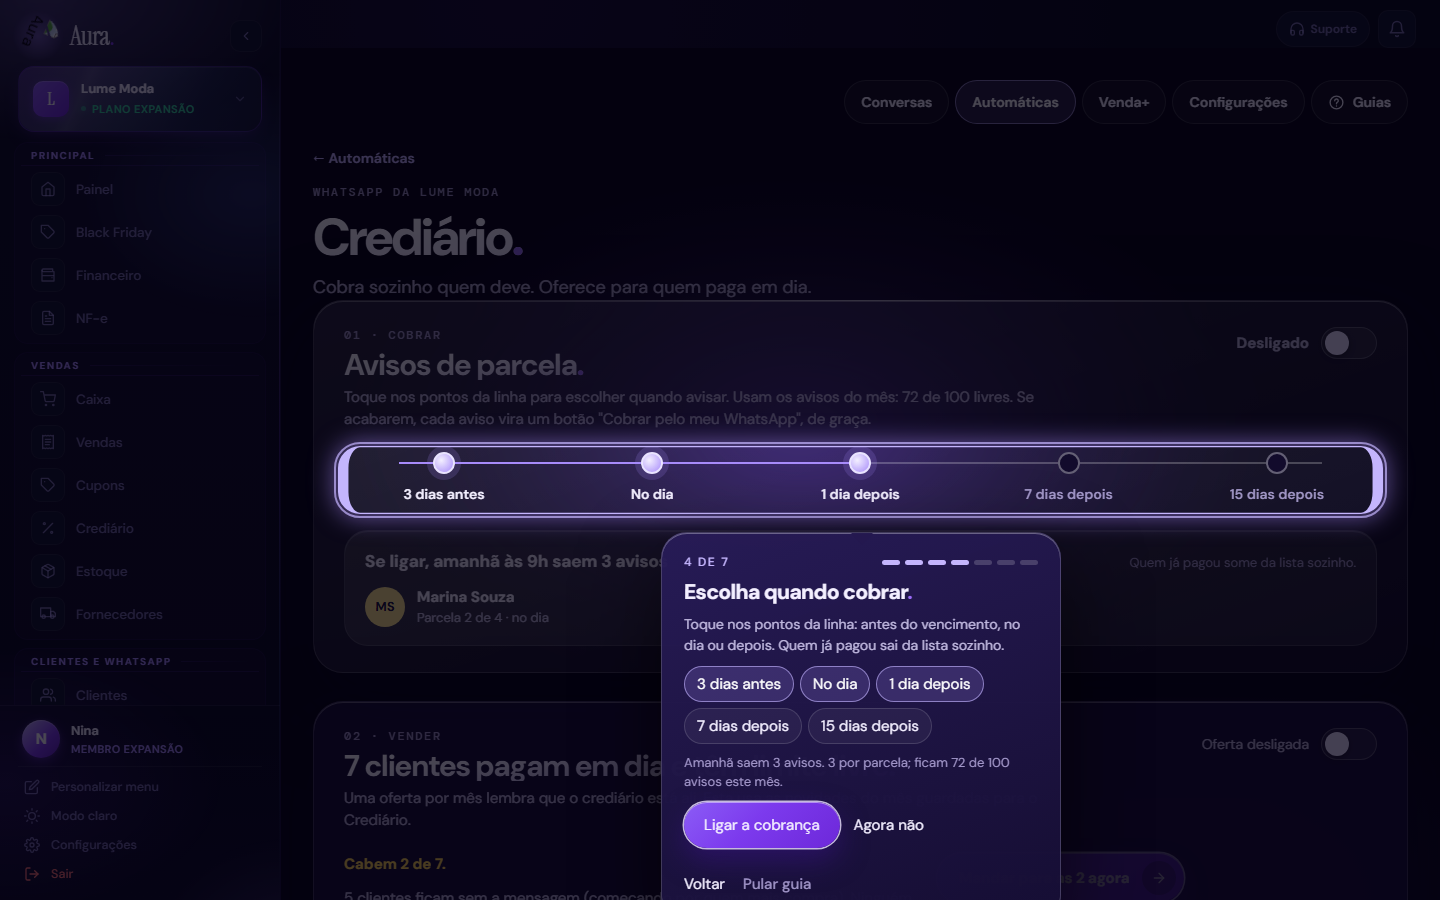 Aura.
Suporte
L
Lume Moda
PLANO EXPANSÃO
Conversas
Automáticas
Venda+
Configurações
Guias
PRINCIPAL
Painel
Black Friday
Financeiro
NF-e
VENDAS
Caixa
Vendas
Cupons
Crediário
Estoque
Fornecedores
CLIENTES E WHATSAPP
Clientes
N
Nina
MEMBRO EXPANSÃO
Personalizar menu
Modo claro
Configurações
Sair
← Automáticas
WHATSAPP DA LUME MODA
Crediário.
Cobra sozinho quem deve. Oferece para quem paga em dia.
01 · COBRAR
Avisos de parcela.
Desligado
Toque nos pontos da linha para escolher quando avisar. Usam os avisos do mês: 72 de 100 livres. Se
acabarem, cada aviso vira um botão "Cobrar pelo meu WhatsApp", de graça.
3 dias antes
No dia
1 dia depois
7 dias depois
15 dias depois
Se ligar, amanhã às 9h saem 3 avisos
Quem já pagou some da lista sozinho.
MS
Marina Souza
Parcela 2 de 4 · no dia
4 DE 7
Escolha quando cobrar.
Toque nos pontos da linha: antes do vencimento, no
dia ou depois. Quem já pagou sai da lista sozinho.
3 dias antes
No dia
1 dia depois
7 dias depois
15 dias depois
Amanhã saem 3 avisos. 3 por parcela; ficam 72 de 100
avisos este mês.
Ligar a cobrança
Agora não
Voltar
Pular guia
02 · VENDER
7 clientes pagam em dia
Oferta desligada
Uma oferta por mês lembra que o crediário
Crediário.
Cabem 2 de 7.
5 clientes ficam sem a mensagem
2 agora